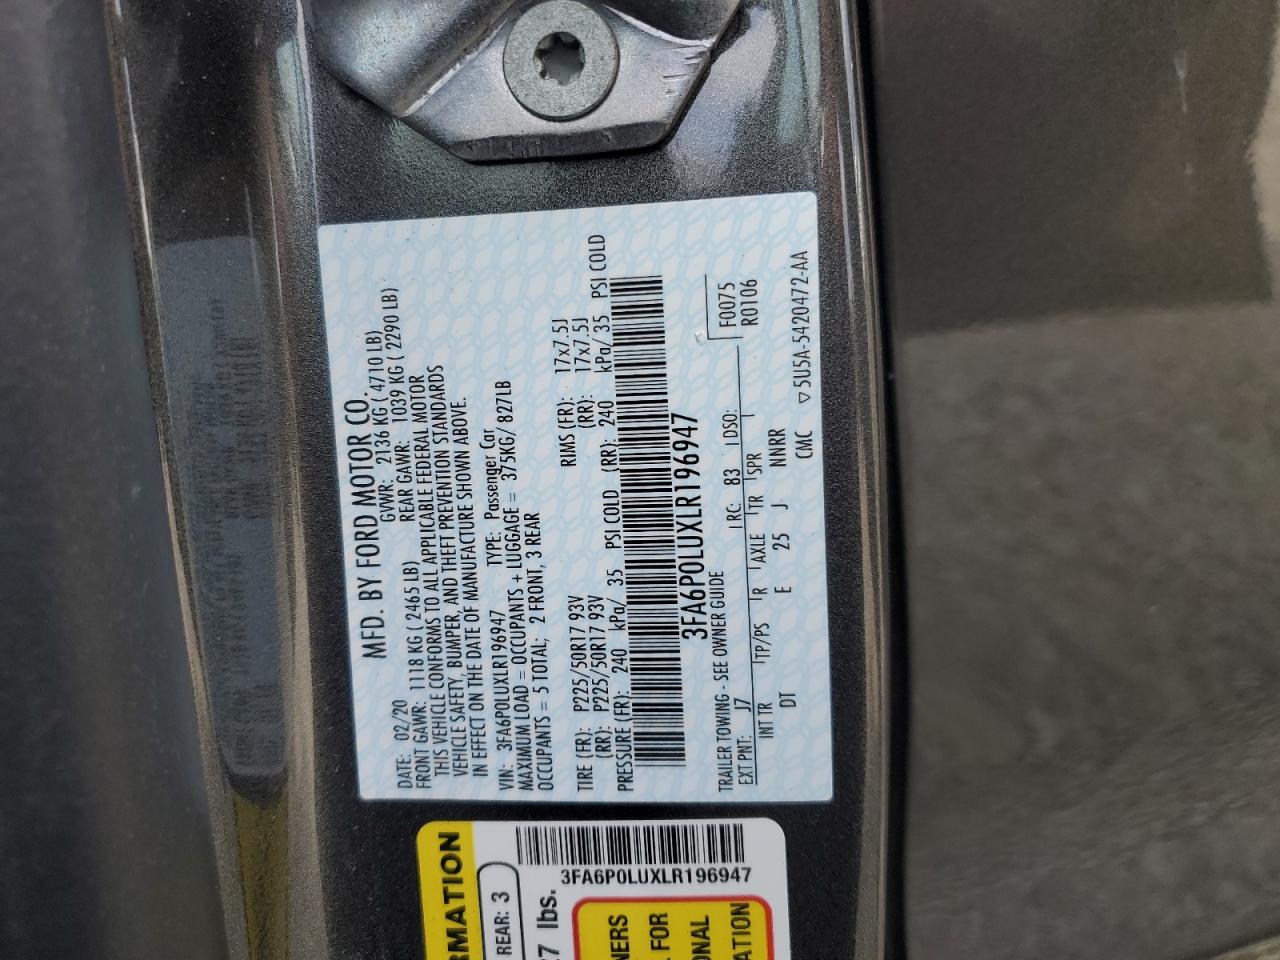 MFD. BY FORD MOTOR CO.
DATE: 02/20 GVWR: 2136 KG ( 4710 LB)
FRONT GAWR: 1118 KG ( 2465 LB) REAR GAWR: 1039 KG ( 2290 LB)
THIS VEHICLE CONFORMS TO ALL APPLICABLE FEDERAL MOTOR
VEHICLE SAFETY, BUMPER, AND THEFT PREVENTION STANDARDS
IN EFFECT ON THE DATE OF MANUFACTURE SHOWN ABOVE.
VIN: 3FA6P0LUXLR196947 TYPE: Passenger Car
MAXIMUM LOAD = OCCUPANTS + LUGGAGE = 375KG/ 827LB
OCCUPANTS = 5 TOTAL; 2 FRONT, 3 REAR
TIRE (FR): P225/50R17 93V RIMS (FR): 17x7.5J
(RR): P225/50R17 93V (RR): 17x7.5J
PRESSURE (FR): 240 kPa/ 35 PSI COLD (RR): 240 kPa/ 35 PSI COLD
3FA6P0LUXLR196947
TRAILER TOWING - SEE OWNER GUIDE
EXT PNT: J7 RC: 83 DSO: F0075
INT TR TP/PS R AXLE TR SPR R0106
DT E 25 J NNRR
CMC ▽5U5A-5420472-AA
RMATION
REAR: 3
3FA6P0LUXLR196947
7 lbs.
NERS
FOR
ONAL
ATION